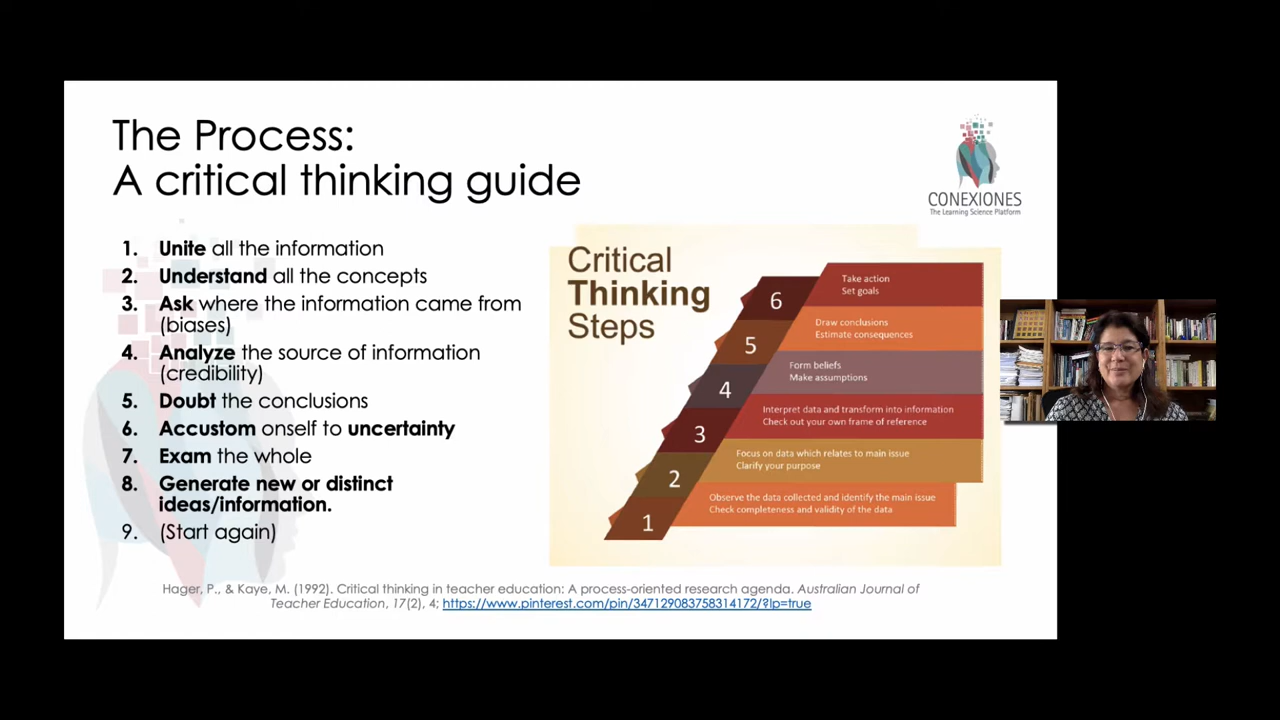 The Process:
A critical thinking guide
CONEXIONES
The Learning Science Platform
1. Unite all the information
2. Understand all the concepts
3. Ask where the information came from
(biases)
4. Analyze the source of information
(credibility)
5. Doubt the conclusions
6. Accustom onself to uncertainty
7. Exam the whole
8. Generate new or distinct
ideas/information.
9. (Start again)
Critical
Thinking
Steps
6
Take action
Set goals
5
Draw conclusions
Estimate consequences
4
Form beliefs
Make assumptions
3
Interpret data and transform into information
Check out your own frame of reference
2
Focus on data which relates to main issue
Clarify your purpose
1
Observe the data collected and identify the main issue
Check completeness and validity of the data
Hager, P., & Kaye, M. (1992). Critical thinking in teacher education: A process-oriented research agenda. Australian Journal of
Teacher Education, 17(2), 4; https://www.pinterest.com/pin/347129083758314172/?lp=true